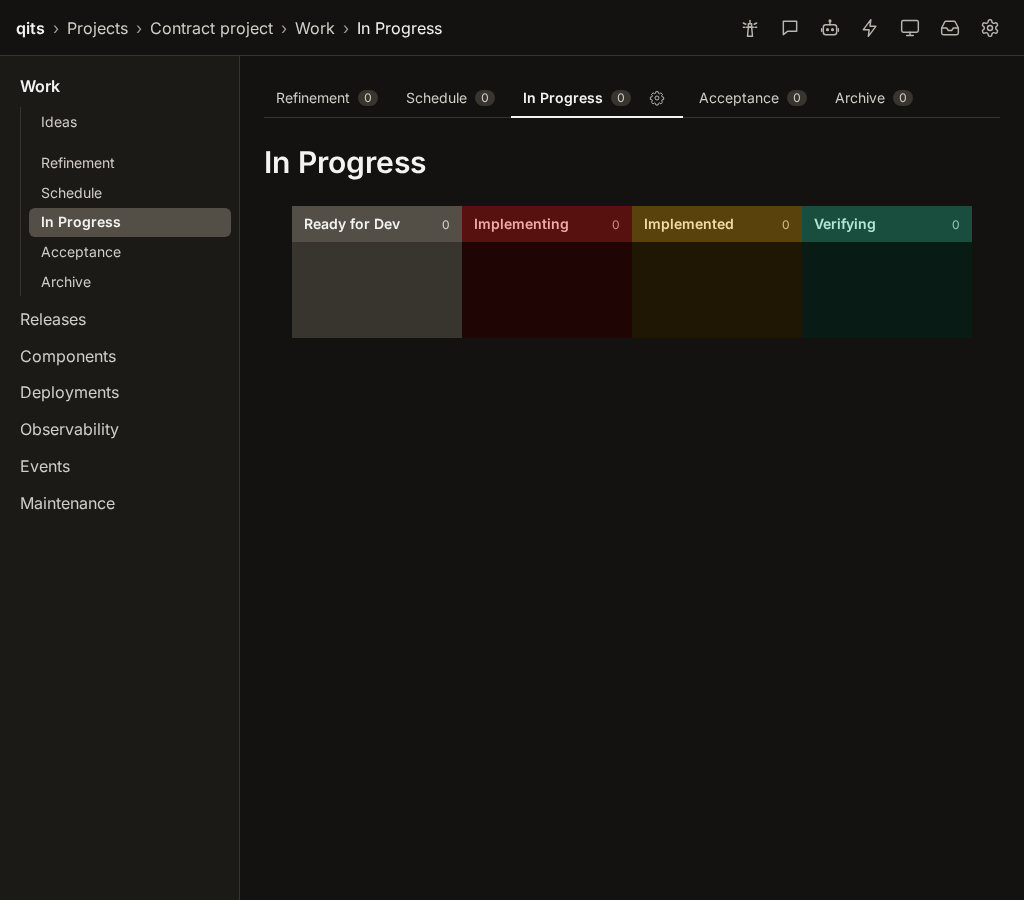 qits › Projects › Contract project › Work › In Progress
Work
Ideas
Refinement
Schedule
In Progress
Acceptance
Archive
Releases
Components
Deployments
Observability
Events
Maintenance
Refinement 0 Schedule 0 In Progress 0 Acceptance 0 Archive 0
In Progress
Ready for Dev 0 Implementing 0 Implemented 0 Verifying 0